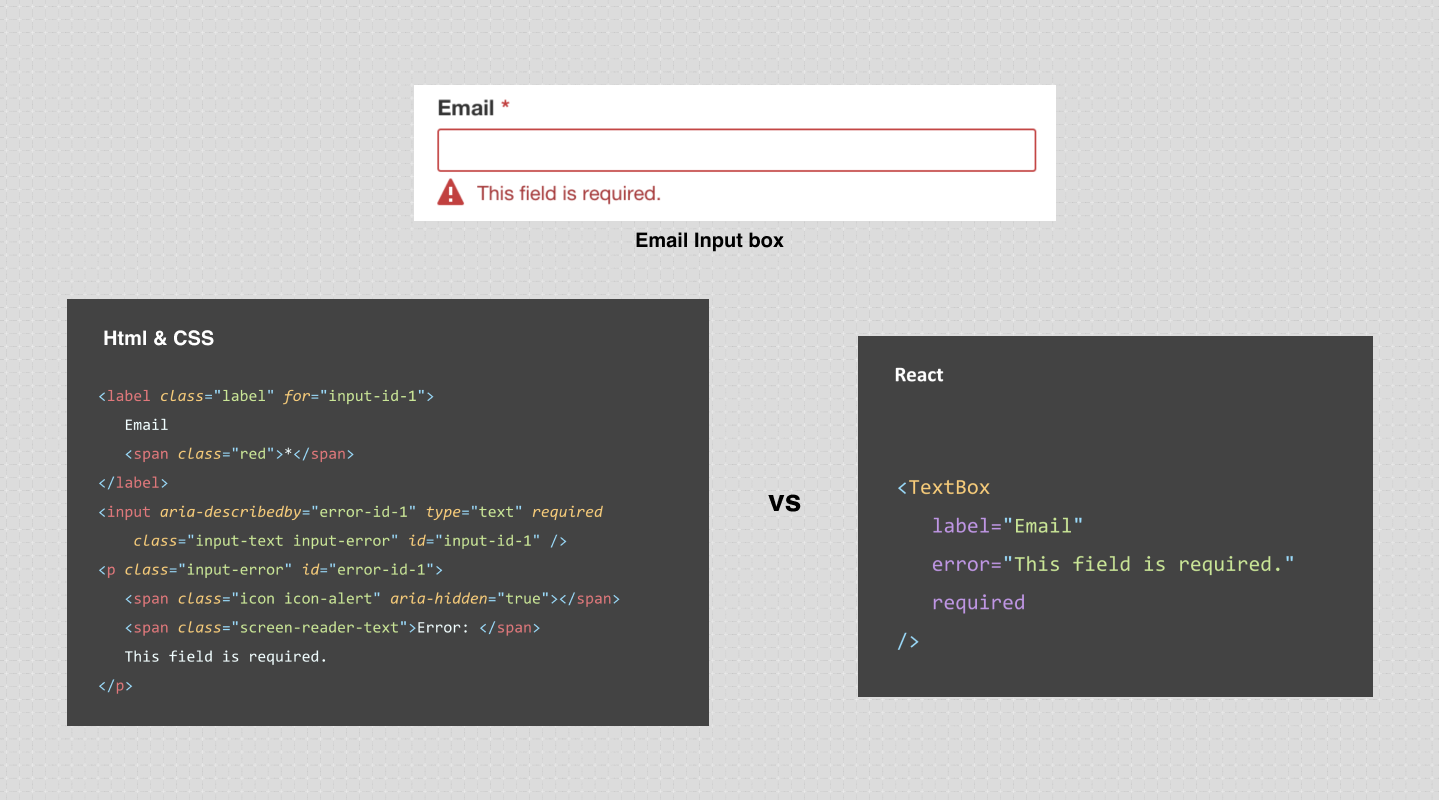 Email *
This field is required.
Email Input box
Html & CSS
<label class="label" for="input-id-1">
Email
<span class="red">*</span>
</label>
<input aria-describedby="error-id-1" type="text" required
class="input-text input-error" id="input-id-1" />
<p class="input-error" id="error-id-1">
<span class="icon icon-alert" aria-hidden="true"></span>
<span class="screen-reader-text">Error: </span>
This field is required.
</p>
vs
React
<TextBox
label="Email"
error="This field is required."
required
/>